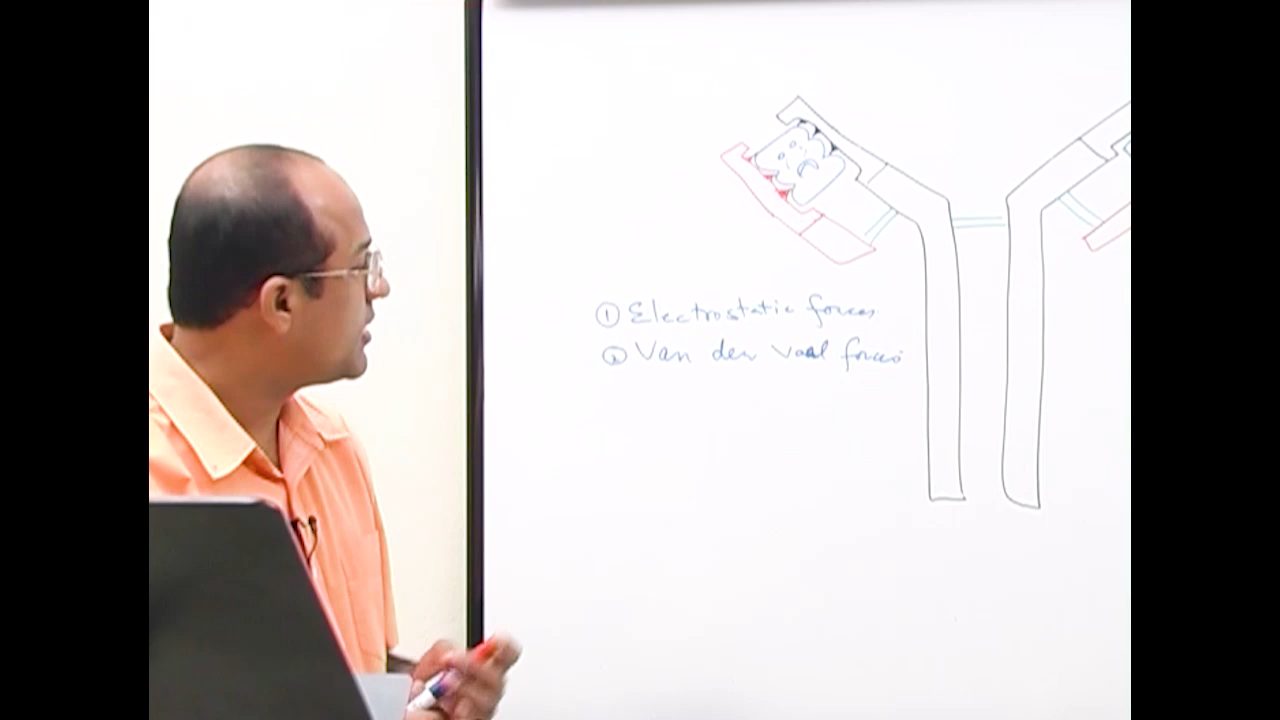 ① Electrostatic forces
② Van der Vaal forces